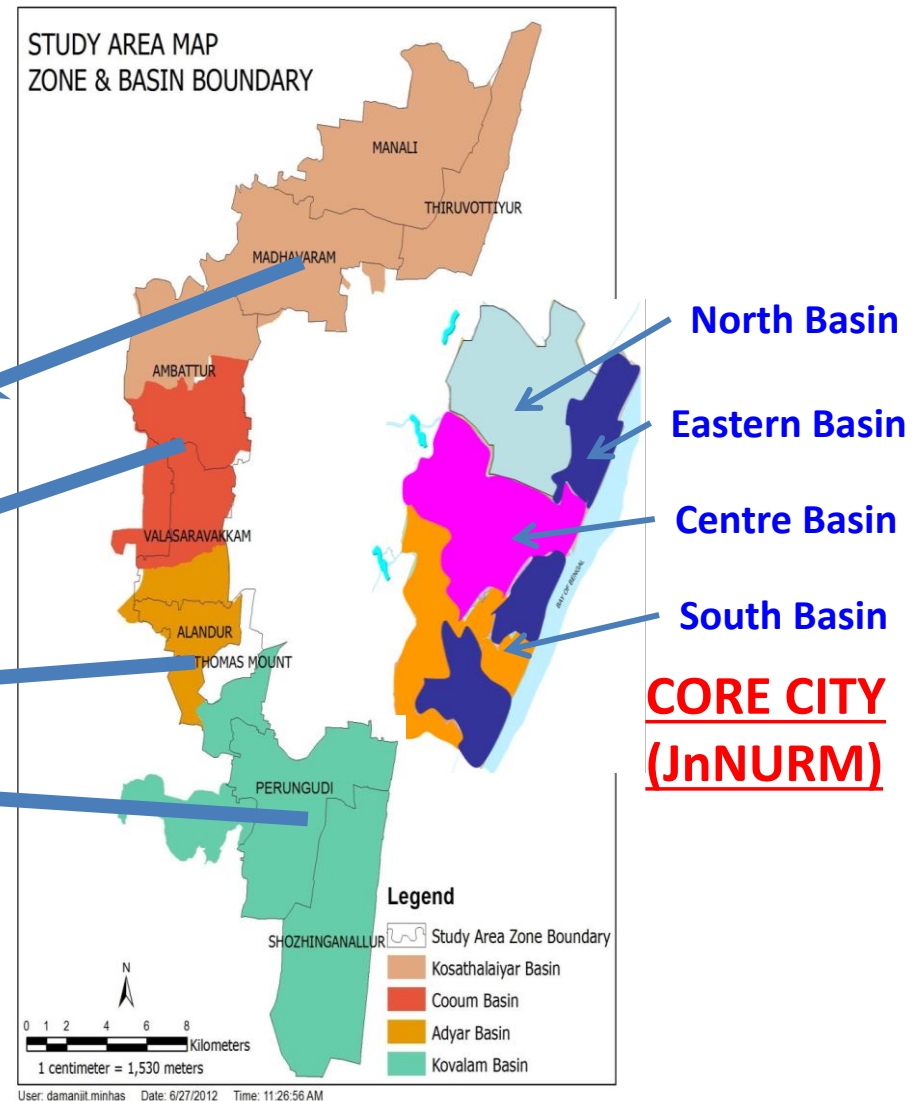 STUDY AREA MAP
ZONE & BASIN BOUNDARY
MANALI
THIRUVOTTIYUR
MADHAVARAM
AMBATTUR
VALASARAVAKKAM
ALANDUR
THOMAS MOUNT
PERUNGUDI
SHOZHINGANALLUR
North Basin
Eastern Basin
Centre Basin
South Basin
BAY OF BENGAL
CORE CITY
(JnNURM)
Legend
Study Area Zone Boundary
Kosathalaiyar Basin
Cooum Basin
Adyar Basin
Kovalam Basin
N
0 1 2 4 6 8
Kilometers
1 centimeter = 1,530 meters
User: damanjit.minhas Date: 6/27/2012 Time: 11:26:56 AM